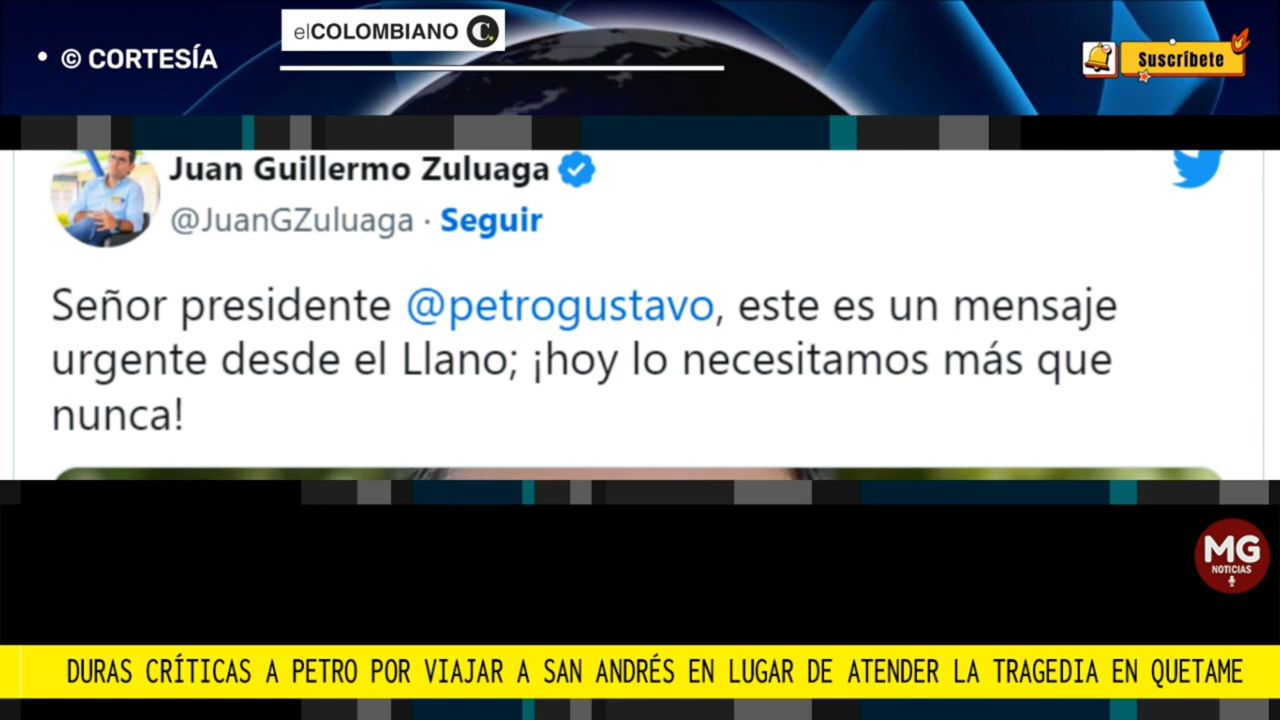 • © CORTESÍA
elCOLOMBIANO C.
Suscríbete
Juan Guillermo Zuluaga
@JuanGZuluaga · Seguir
Señor presidente @petrogustavo, este es un mensaje
urgente desde el Llano; ¡hoy lo necesitamos más que
nunca!
MG
NOTICIAS
DURAS CRÍTICAS A PETRO POR VIAJAR A SAN ANDRÉS EN LUGAR DE ATENDER LA TRAGEDIA EN QUETAME